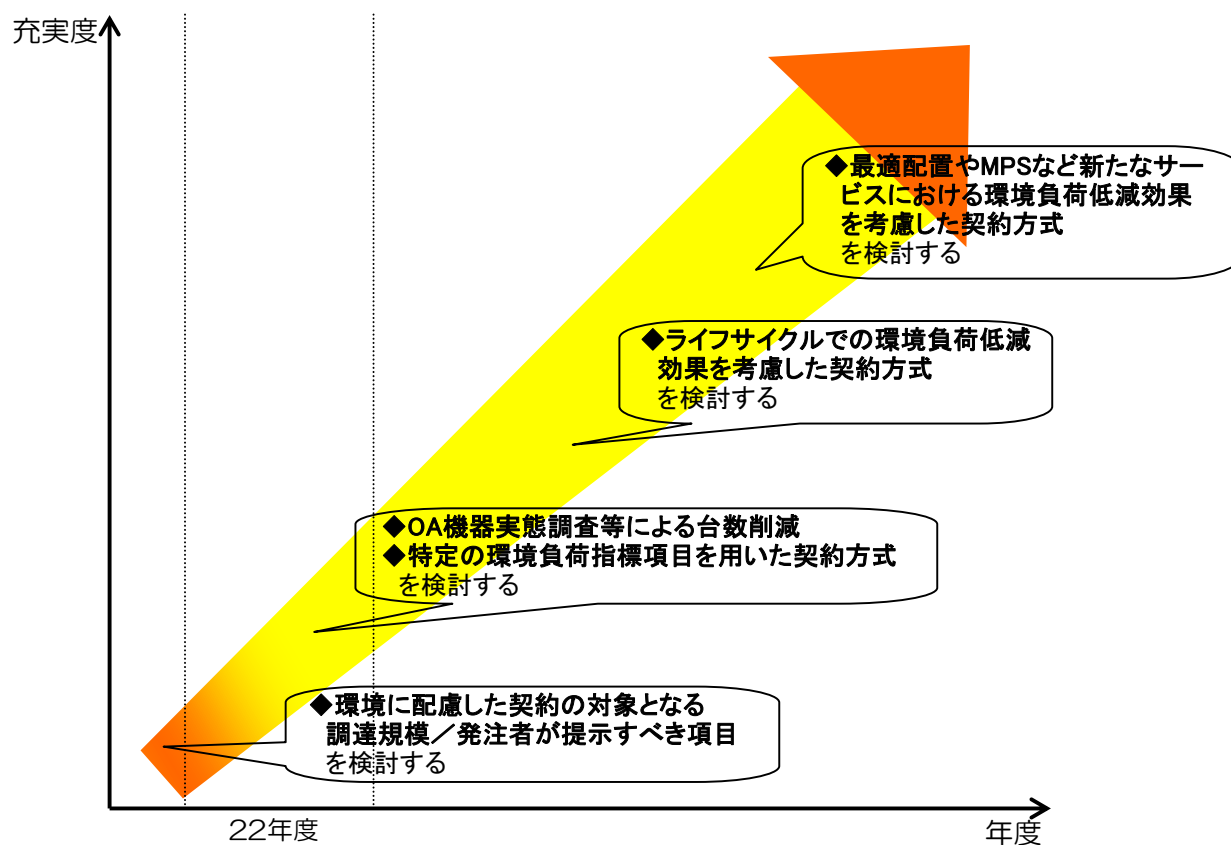 充実度
◆最適配置やMPSなど新たなサー
ビスにおける環境負荷低減効果
を考慮した契約方式
を検討する
◆ライフサイクルでの環境負荷低減
効果を考慮した契約方式
を検討する
◆OA機器実態調査等による台数削減
◆特定の環境負荷指標項目を用いた契約方式
を検討する
◆環境に配慮した契約の対象となる
調達規模／発注者が提示すべき項目
を検討する
22年度
年度